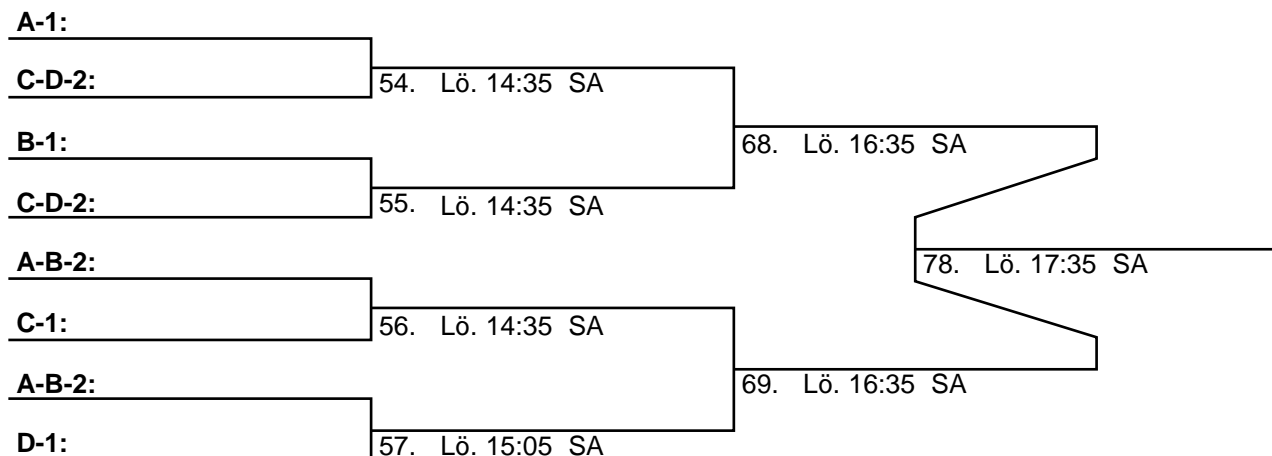 A-1:
C-D-2:
54. Lö. 14:35 SA
B-1:
68. Lö. 16:35 SA
C-D-2:
55. Lö. 14:35 SA
A-B-2:
78. Lö. 17:35 SA
C-1:
56. Lö. 14:35 SA
A-B-2:
69. Lö. 16:35 SA
D-1:
57. Lö. 15:05 SA